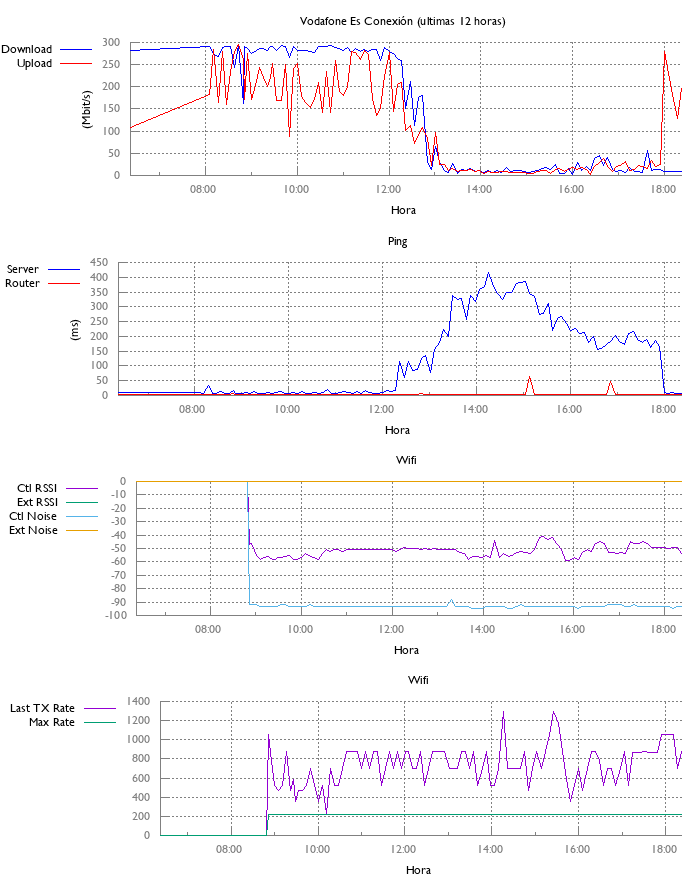 Vodafone Es Conexión (ultimas 12 horas)
Download
Upload
(Mbit/s)
300
250
200
150
100
50
0
08:00 10:00 12:00 14:00 16:00 18:00
Hora
Ping
Server
Router
(ms)
450
400
350
300
250
200
150
100
50
0
08:00 10:00 12:00 14:00 16:00 18:00
Hora
Wifi
Ctl RSSI
Ext RSSI
Ctl Noise
Ext Noise
0
-10
-20
-30
-40
-50
-60
-70
-80
-90
-100
08:00 10:00 12:00 14:00 16:00 18:00
Hora
Wifi
Last TX Rate
Max Rate
1400
1200
1000
800
600
400
200
0
08:00 10:00 12:00 14:00 16:00 18:00
Hora